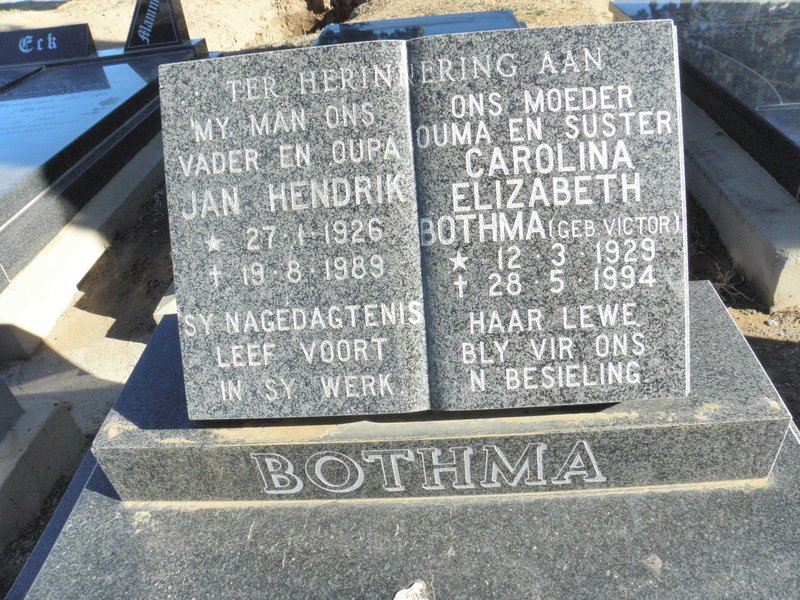 Eck
Mamma
TER HERINNERING AAN
MY MAN ONS
VADER EN OUPA
JAN HENDRIK
★ 27·1·1926
✝ 19·8·1989
SY NAGEDAGTENIS
LEEF VOORT
IN SY WERK.
ONS MOEDER
OUMA EN SUSTER
CAROLINA
ELIZABETH
BOTHMA (GEB VICTOR)
★ 12·3·1929
✝ 28·5·1994
HAAR LEWE
BLY VIR ONS
N BESIELING
BOTHMA